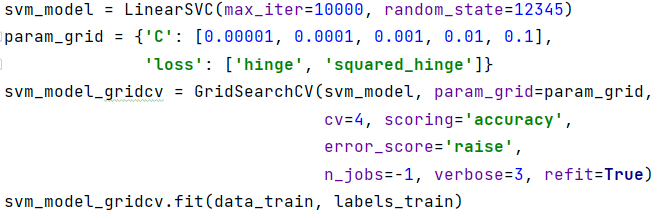 svm_model = LinearSVC(max_iter=10000, random_state=12345)
param_grid = {'C': [0.00001, 0.0001, 0.001, 0.01, 0.1],
              'loss': ['hinge', 'squared_hinge']}
svm_model_gridcv = GridSearchCV(svm_model, param_grid=param_grid,
                                cv=4, scoring='accuracy',
                                error_score='raise',
                                n_jobs=-1, verbose=3, refit=True)
svm_model_gridcv.fit(data_train, labels_train)